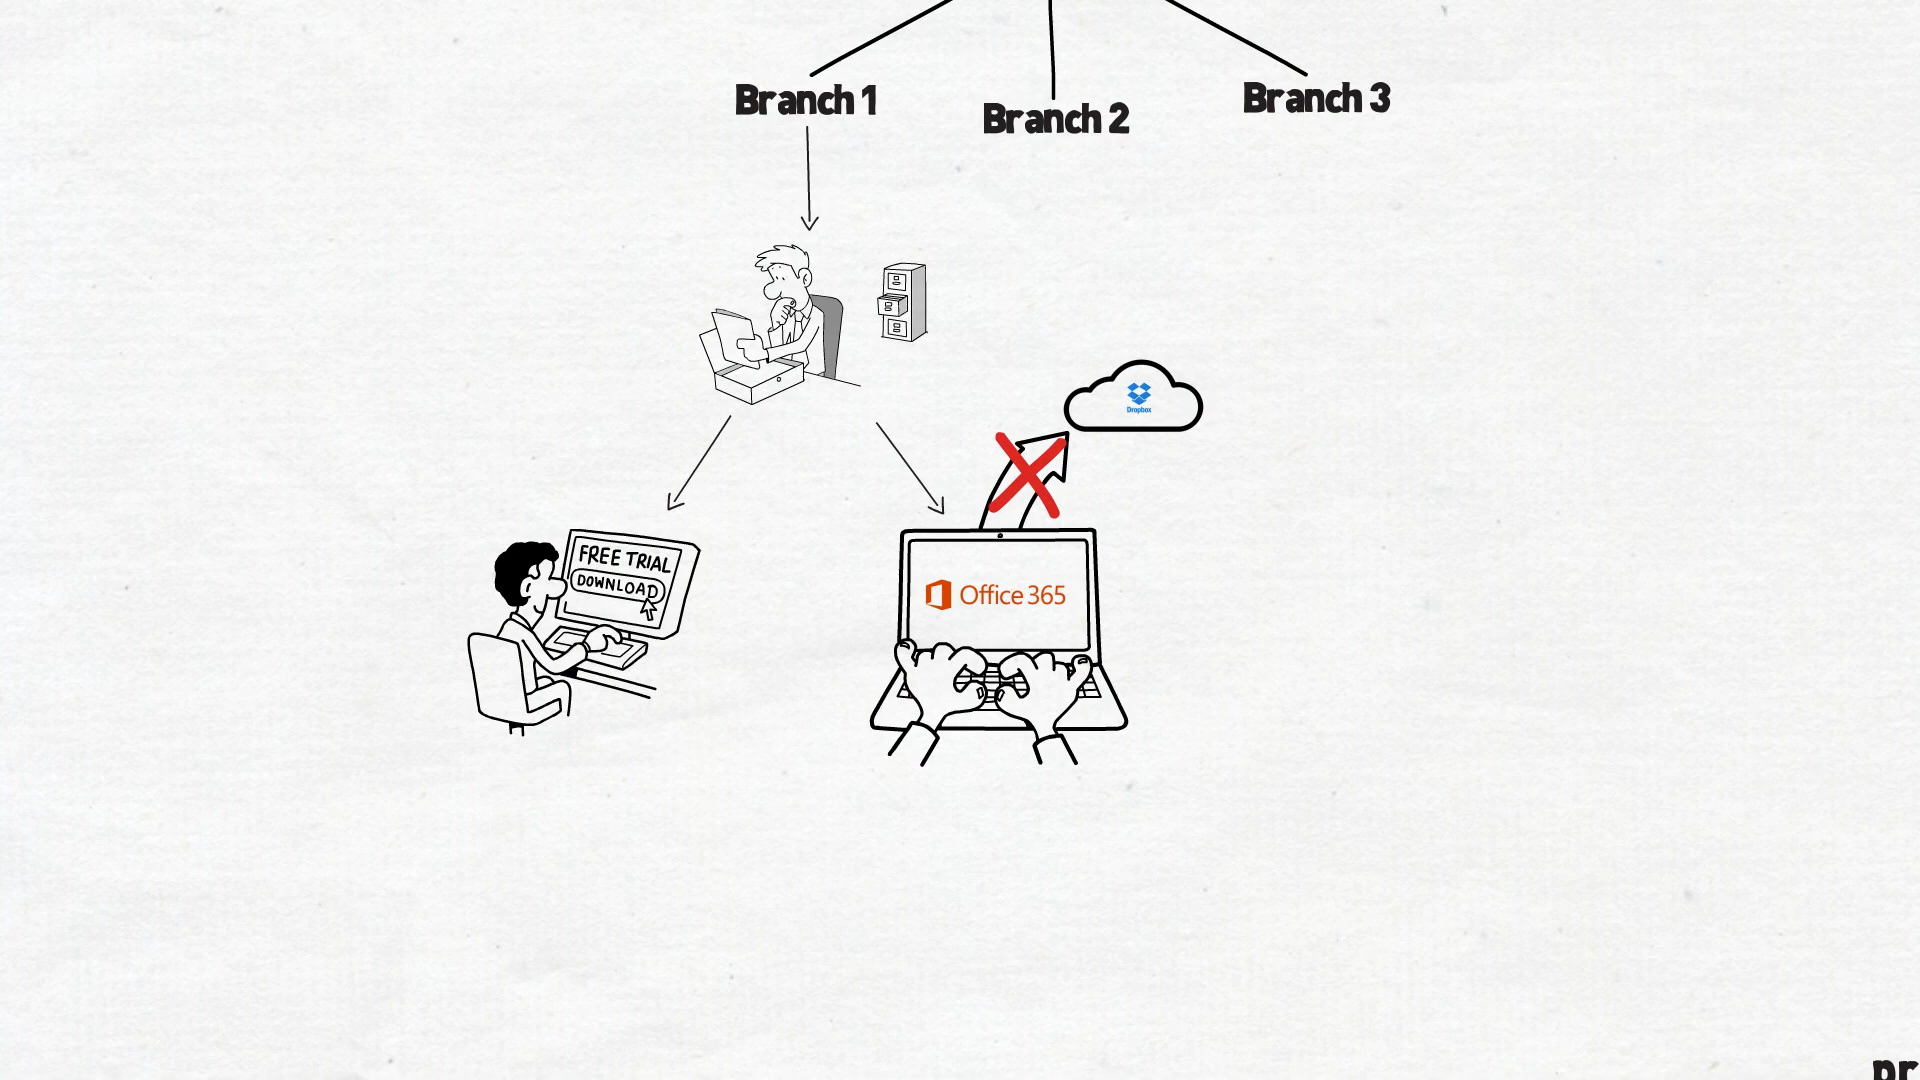 Branch 1
Branch 2
Branch 3
Dropbox
FREE TRIAL
DOWNLOAD
Office 365